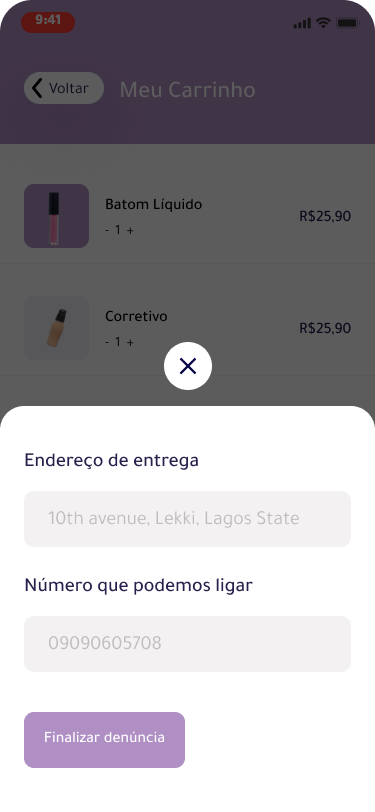 9:41
Voltar
Meu Carrinho
Batom Líquido
- 1 +
R$25,90
Corretivo
- 1 +
R$25,90
Endereço de entrega
10th avenue, Lekki, Lagos State
Número que podemos ligar
09090605708
Finalizar denúncia